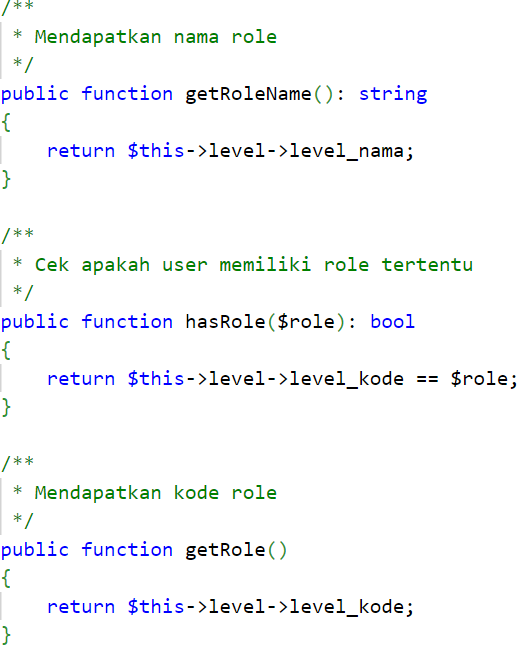 /**
 * Mendapatkan nama role
 */
public function getRoleName(): string
{
    return $this->level->level_nama;
}

/**
 * Cek apakah user memiliki role tertentu
 */
public function hasRole($role): bool
{
    return $this->level->level_kode == $role;
}

/**
 * Mendapatkan kode role
 */
public function getRole()
{
    return $this->level->level_kode;
}